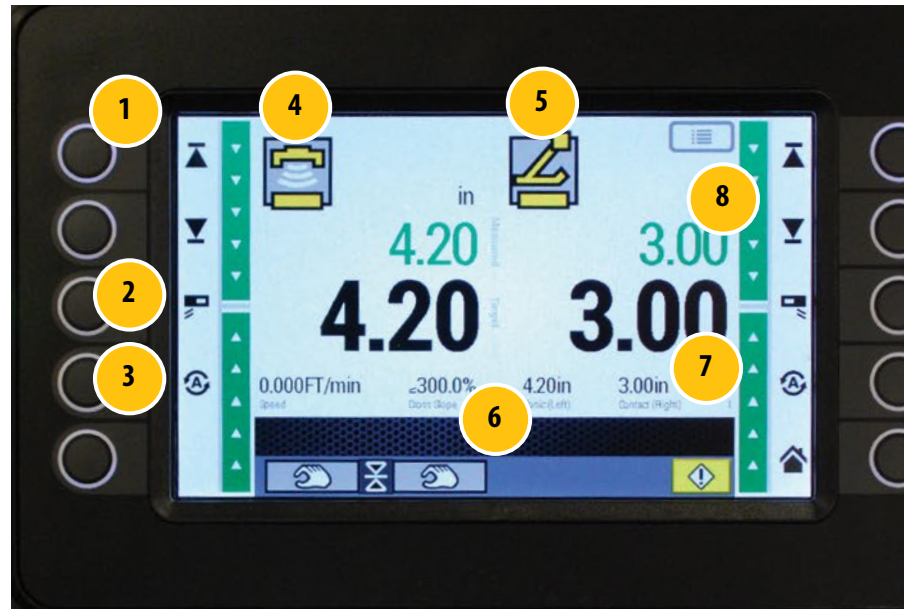 1
4
5
in
8
4.20
Measured
3.00
2
4.20
Target
3.00
3
A
A
7
0.000FT/min
≤300.0%
4.20in
3.00in
Speed
Cross Slope
(Left)
Contact (Right)
6